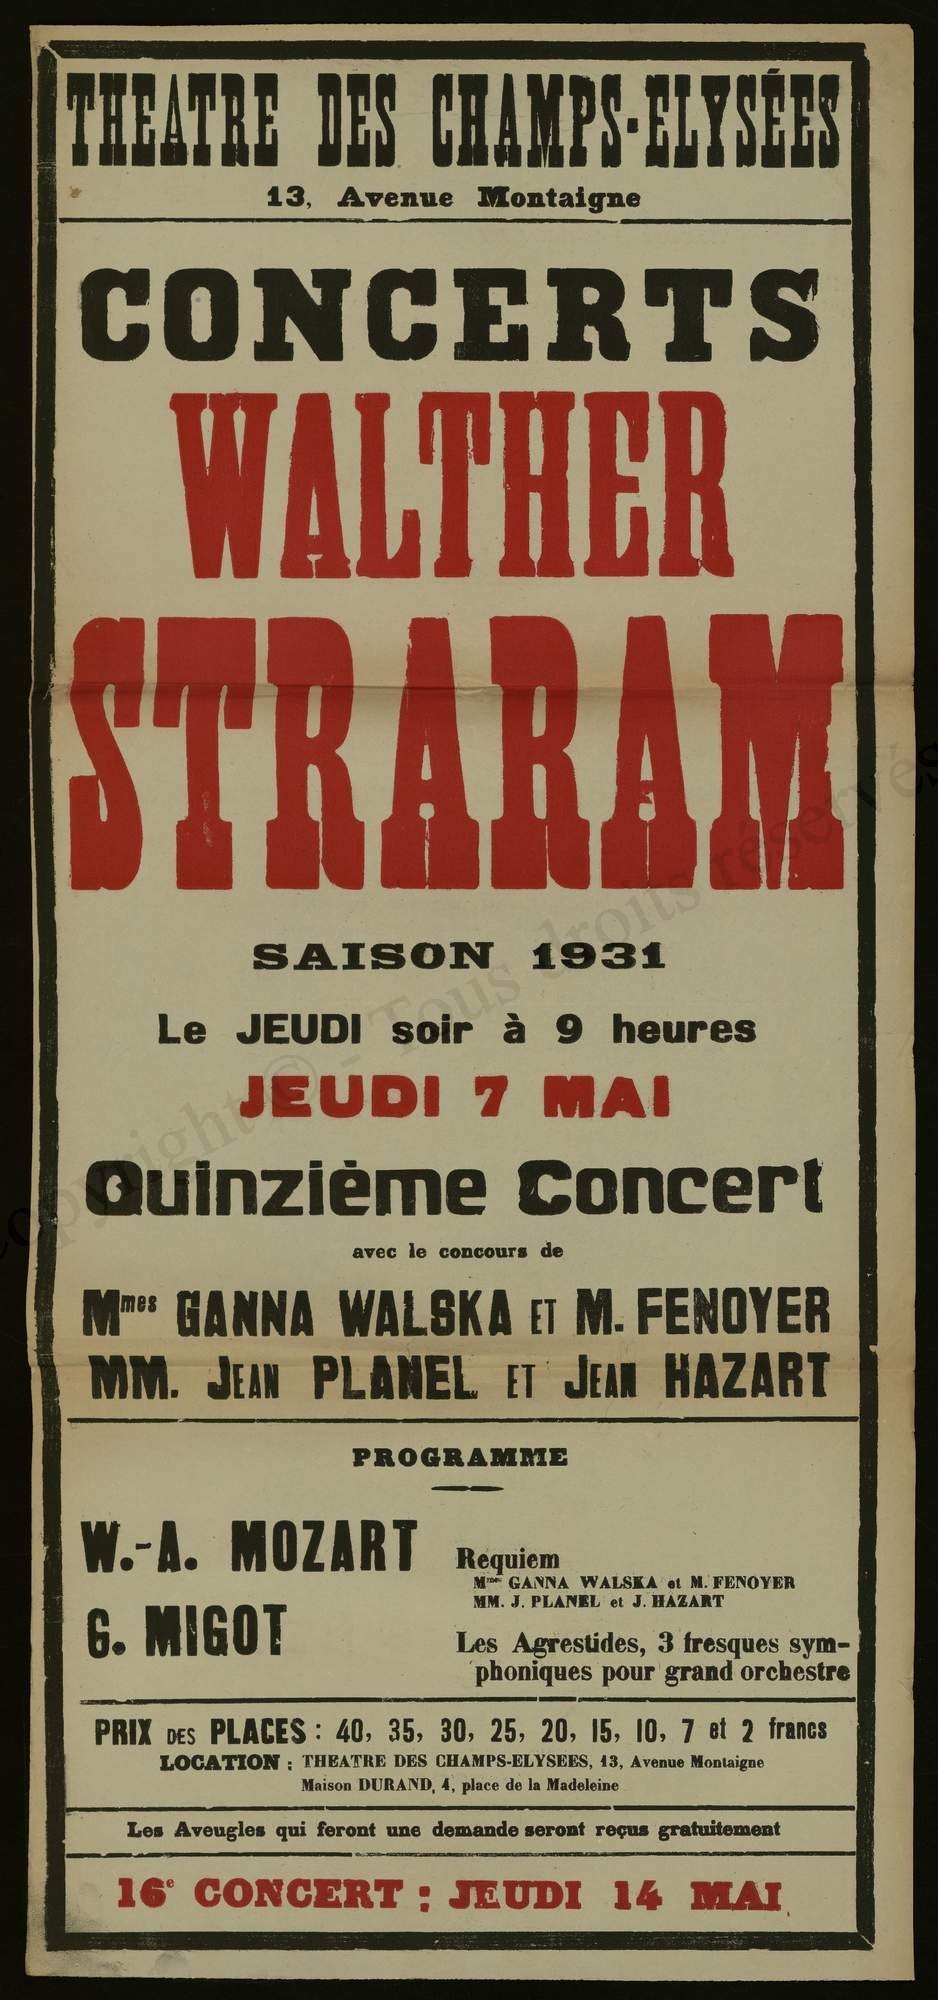 THEATRE DES CHAMPS-ELYSÉES
13, Avenue Montaigne
CONCERTS
WALTHER
STRARAM
SAISON 1931
Le JEUDI soir à 9 heures
JEUDI 7 MAI
Quinzième Concert
avec le concours de
Mmes GANNA WALSKA ET M. FENOYER
MM. JEAN PLANEL ET JEAN HAZART
PROGRAMME
W.-A. MOZART Requiem
Mmes GANNA WALSKA et M. FENOYER
MM. J. PLANEL et J. HAZART
G. MIGOT Les Agrestides, 3 fresques sym-
phoniques pour grand orchestre
PRIX DES PLACES : 40, 35, 30, 25, 20, 15, 10, 7 et 2 francs
LOCATION : THEATRE DES CHAMPS-ELYSEES, 13, Avenue Montaigne
Maison DURAND, 4, place de la Madeleine
Les Aveugles qui feront une demande seront reçus gratuitement
16e CONCERT : JEUDI 14 MAI
Copyright © - Tous droits réservés